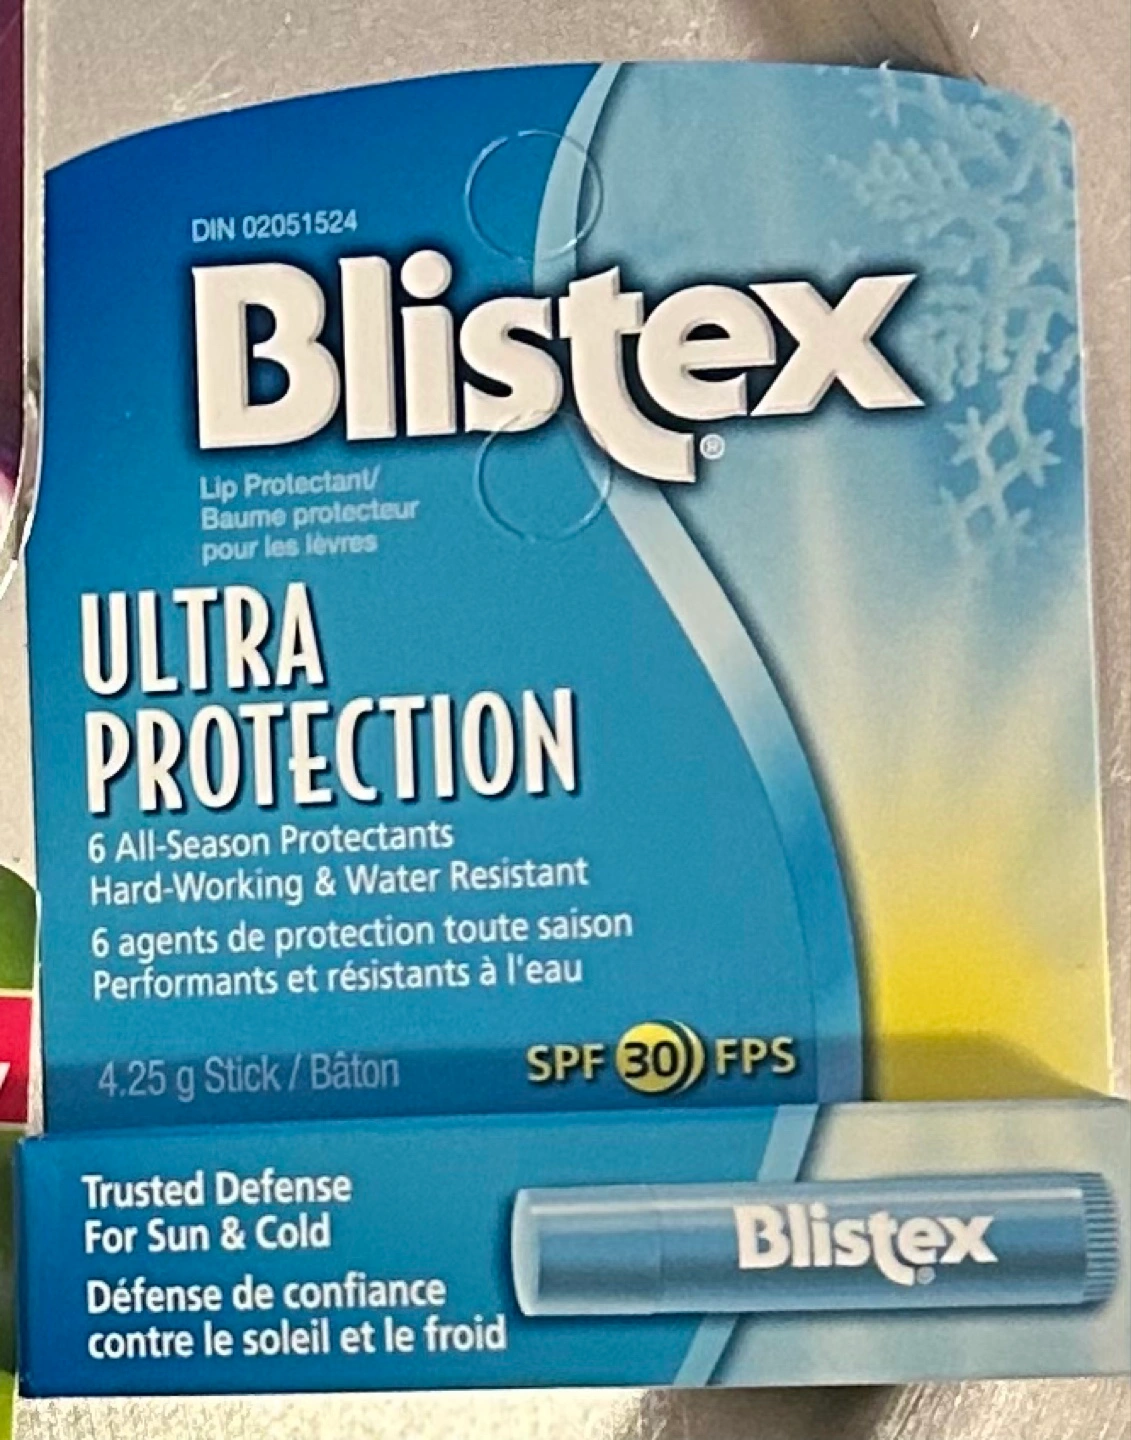 DIN 02051524
Blistex®
Lip Protectant/
Baume protecteur
pour les lèvres
ULTRA
PROTECTION
6 All-Season Protectants
Hard-Working & Water Resistant
6 agents de protection toute saison
Performants et résistants à l'eau
4.25 g Stick / Bâton
SPF 30 FPS
Trusted Defense
For Sun & Cold
Défense de confiance
contre le soleil et le froid
Blistex®